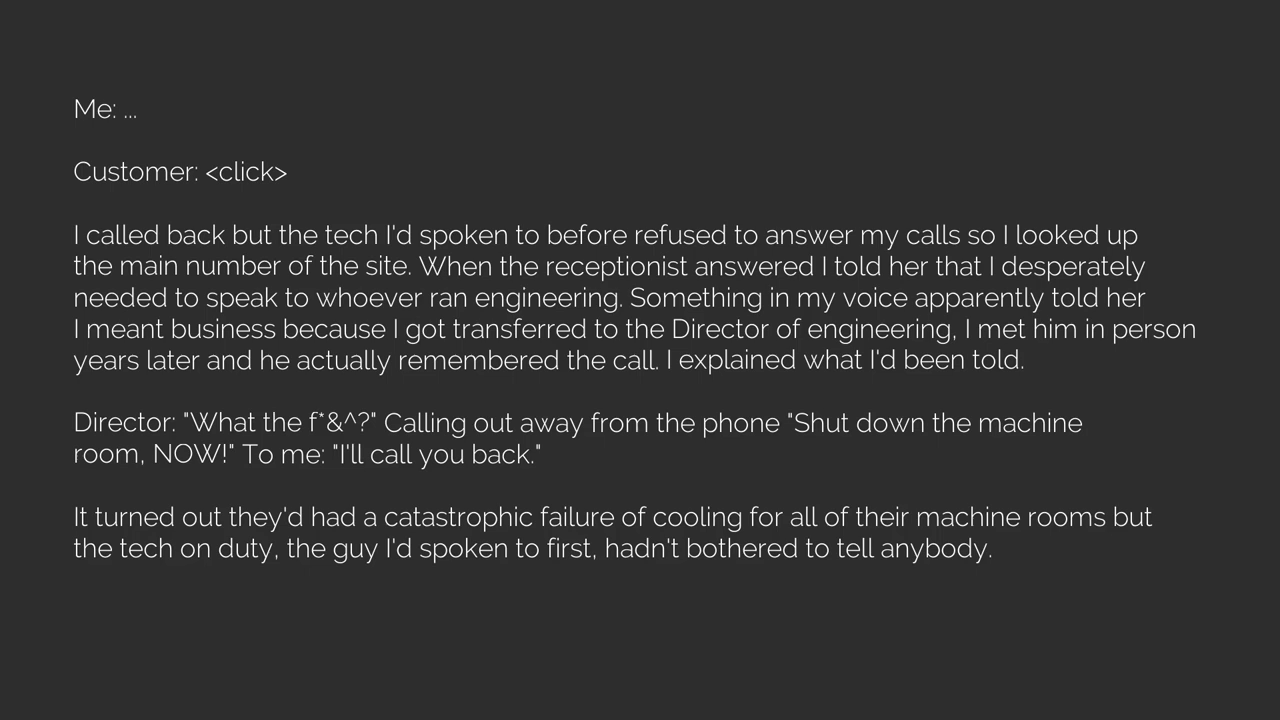 Me: ...
Customer: <click>
I called back but the tech I'd spoken to before refused to answer my calls so I looked up
the main number of the site. When the receptionist answered I told her that I desperately
needed to speak to whoever ran engineering. Something in my voice apparently told her
I meant business because I got transferred to the Director of engineering, I met him in person
years later and he actually remembered the call. I explained what I'd been told.
Director: "What the f*&^?" Calling out away from the phone "Shut down the machine
room, NOW!" To me: "I'll call you back."
It turned out they'd had a catastrophic failure of cooling for all of their machine rooms but
the tech on duty, the guy I'd spoken to first, hadn't bothered to tell anybody.